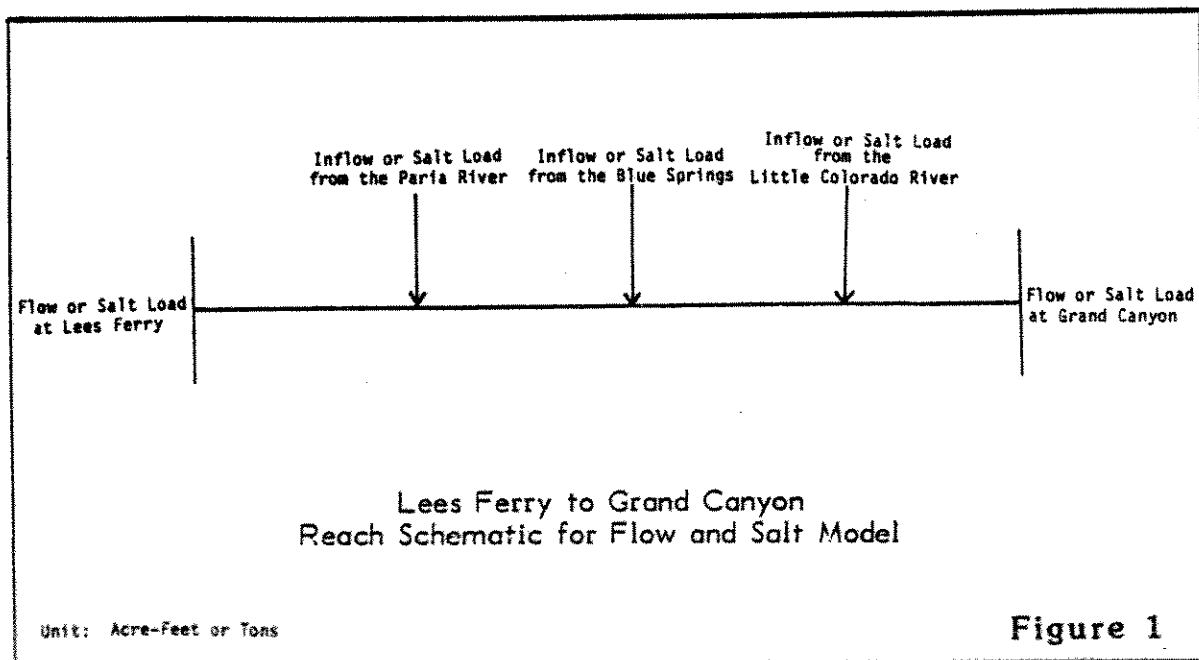 Inflow or Salt Load
from the Paria River
Inflow or Salt Load
from the Blue Springs
Inflow or Salt Load
from the
Little Colorado River
Flow or Salt Load
at Lees Ferry
Flow or Salt Load
at Grand Canyon
Lees Ferry to Grand Canyon
Reach Schematic for Flow and Salt Model
Unit: Acre-Feet or Tons
Figure 1